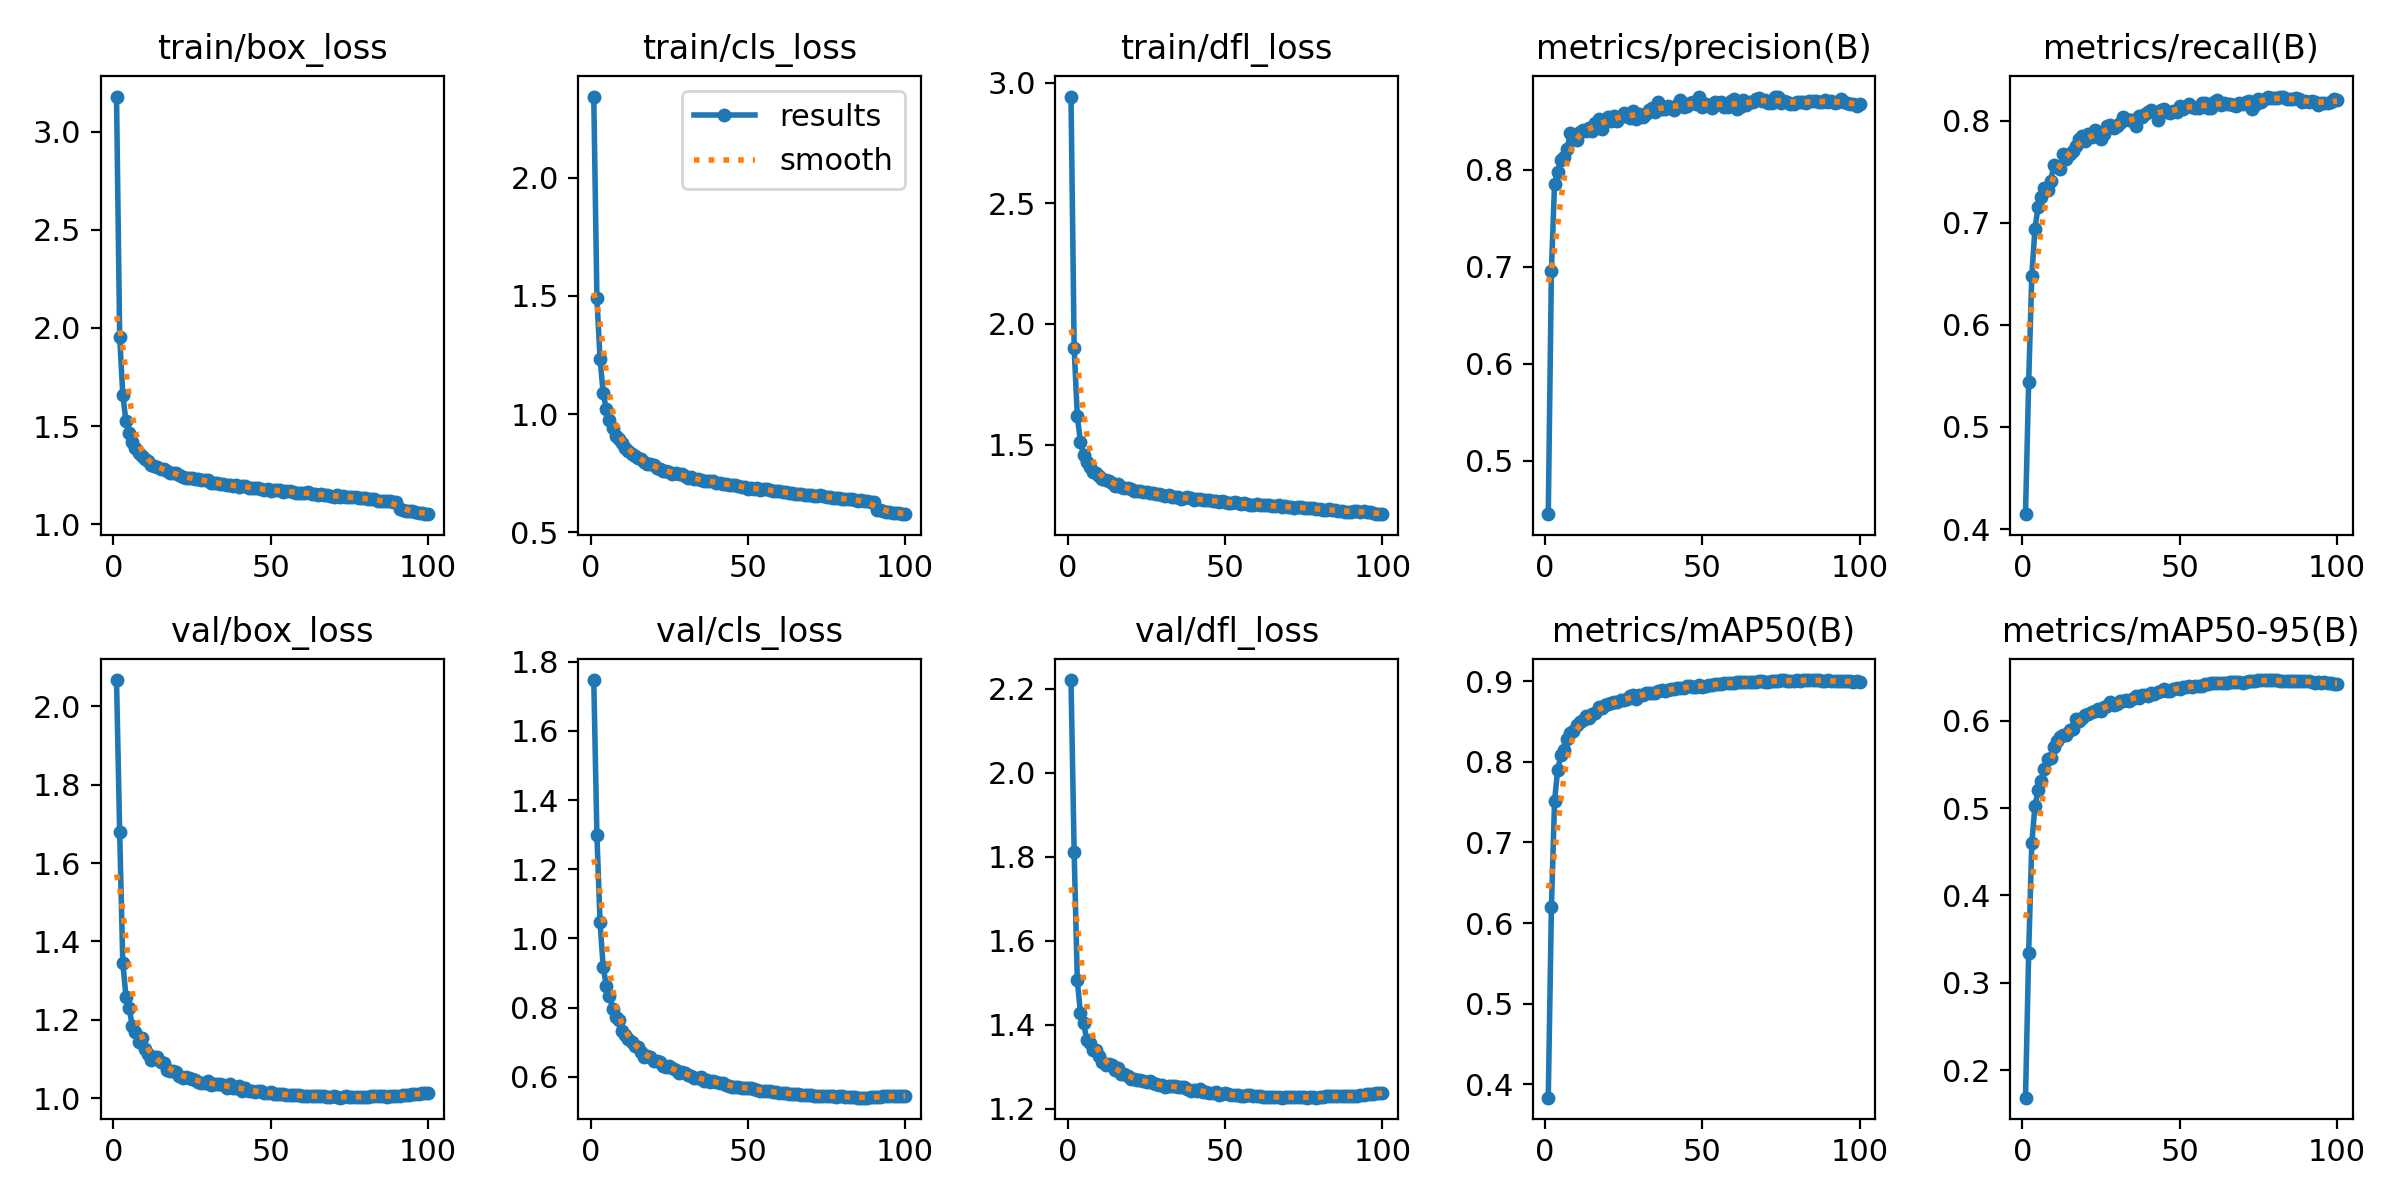 train/box_loss
3.0
2.5
2.0
1.5
1.0
0 50 100
train/cls_loss
results
smooth
2.0
1.5
1.0
0.5
0 50 100
train/dfl_loss
3.0
2.5
2.0
1.5
0 50 100
metrics/precision(B)
0.8
0.7
0.6
0.5
0 50 100
metrics/recall(B)
0.8
0.7
0.6
0.5
0.4
0 50 100
val/box_loss
2.0
1.8
1.6
1.4
1.2
1.0
0 50 100
val/cls_loss
1.8
1.6
1.4
1.2
1.0
0.8
0.6
0 50 100
val/dfl_loss
2.2
2.0
1.8
1.6
1.4
1.2
0 50 100
metrics/mAP50(B)
0.9
0.8
0.7
0.6
0.5
0.4
0 50 100
metrics/mAP50-95(B)
0.6
0.5
0.4
0.3
0.2
0 50 100